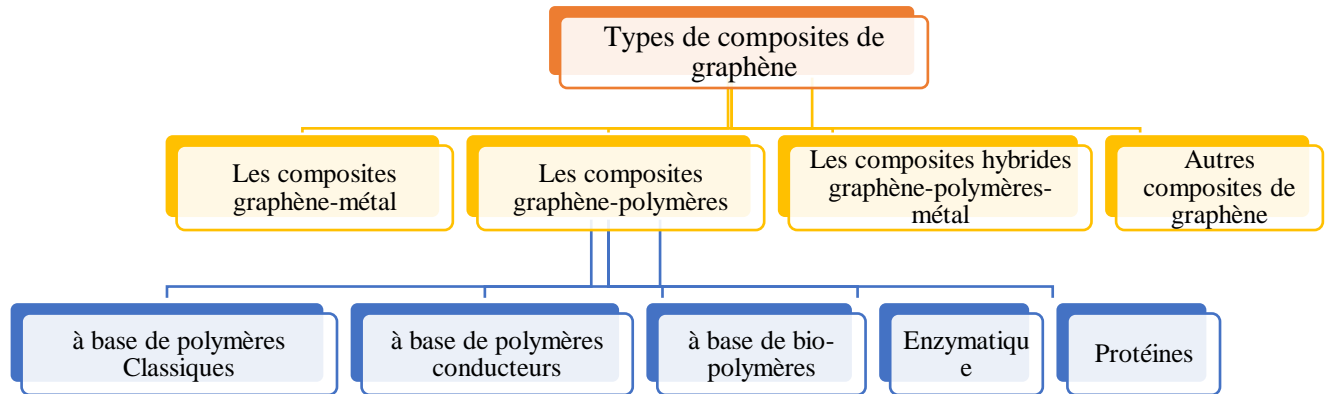 Types de composites de
graphène
Les composites
graphène-métal
Les composites
graphène-polymères
Les composites hybrides
graphène-polymères-
métal
Autres
composites de
graphène
à base de polymères
Classiques
à base de polymères
conducteurs
à base de bio-
polymères
Enzymatiqu
e
Protéines